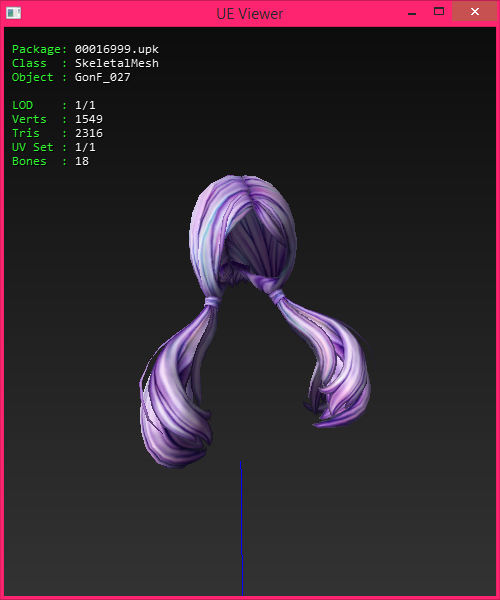 UE Viewer
Package: 00016999.upk
Class : SkeletalMesh
Object : GonF_027
LOD : 1/1
Verts : 1549
Tris : 2316
UV Set : 1/1
Bones : 18